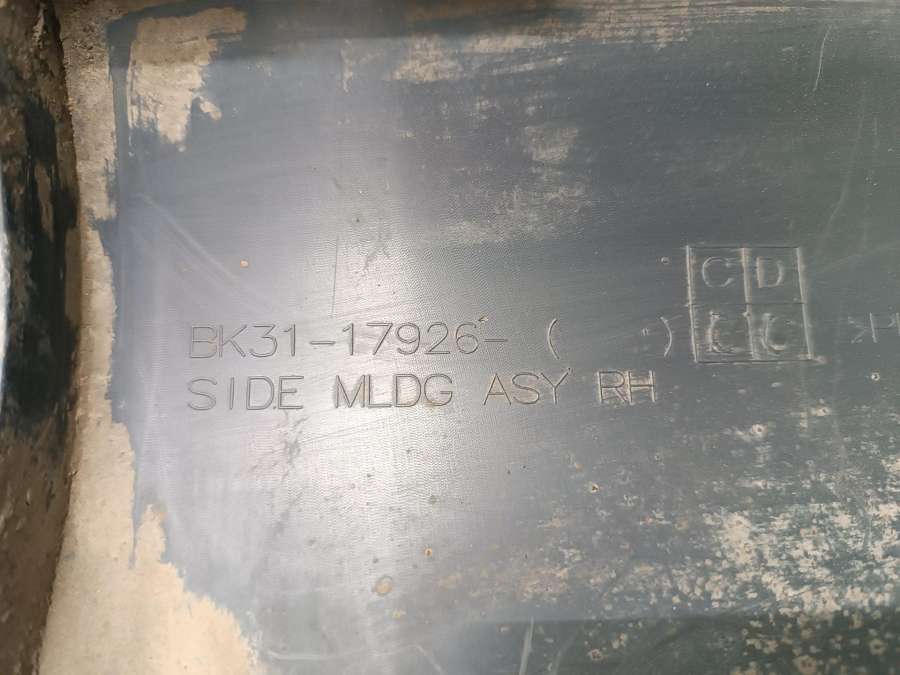 BK31-17926- ( )
SIDE MLDG ASY RH
C D
C C